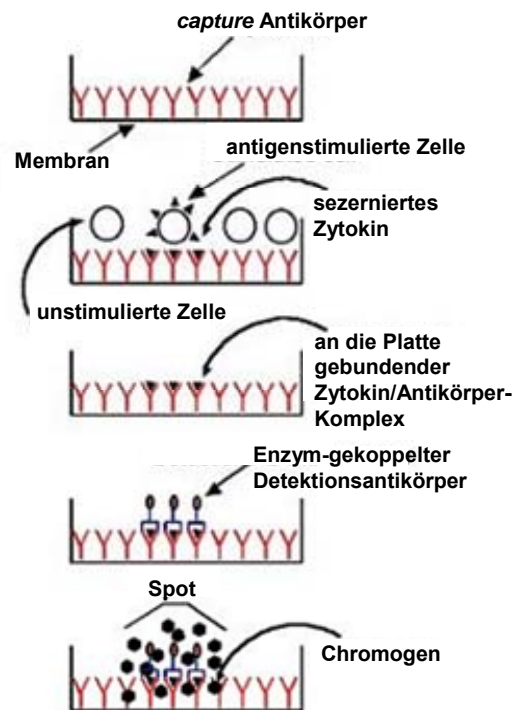 capture Antikörper
Membran
antigenstimulierte Zelle
sezerniertes
Zytokin
unstimulierte Zelle
an die Platte
gebundender
Zytokin/Antikörper-
Komplex
Enzym-gekoppelter
Detektionsantikörper
Spot
Chromogen